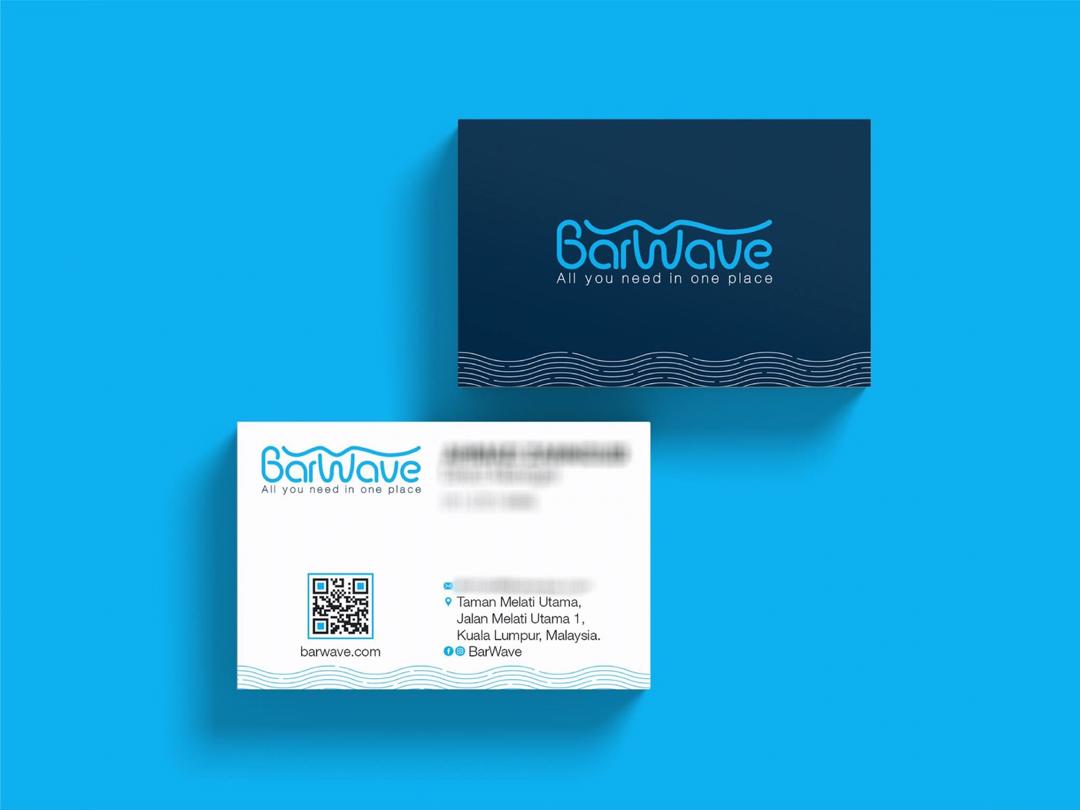 BarWave
All you need in one place
BarWave
All you need in one place
barwave.com
Taman Melati Utama,
Jalan Melati Utama 1,
Kuala Lumpur, Malaysia.
BarWave